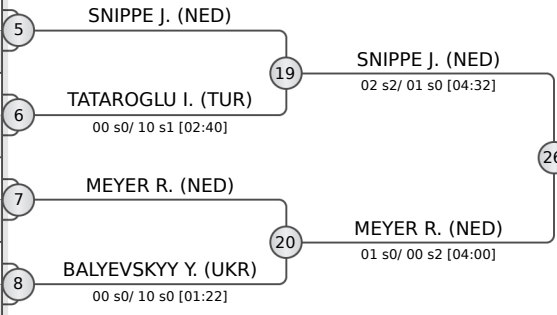 SNIPPE J. (NED)
5
19
SNIPPE J. (NED)
02 s2/ 01 s0 [04:32]
6
TATAROGLU I. (TUR)
00 s0/ 10 s1 [02:40]
26
7
MEYER R. (NED)
20
MEYER R. (NED)
01 s0/ 00 s2 [04:00]
8
BALYEVSKYY Y. (UKR)
00 s0/ 10 s0 [01:22]